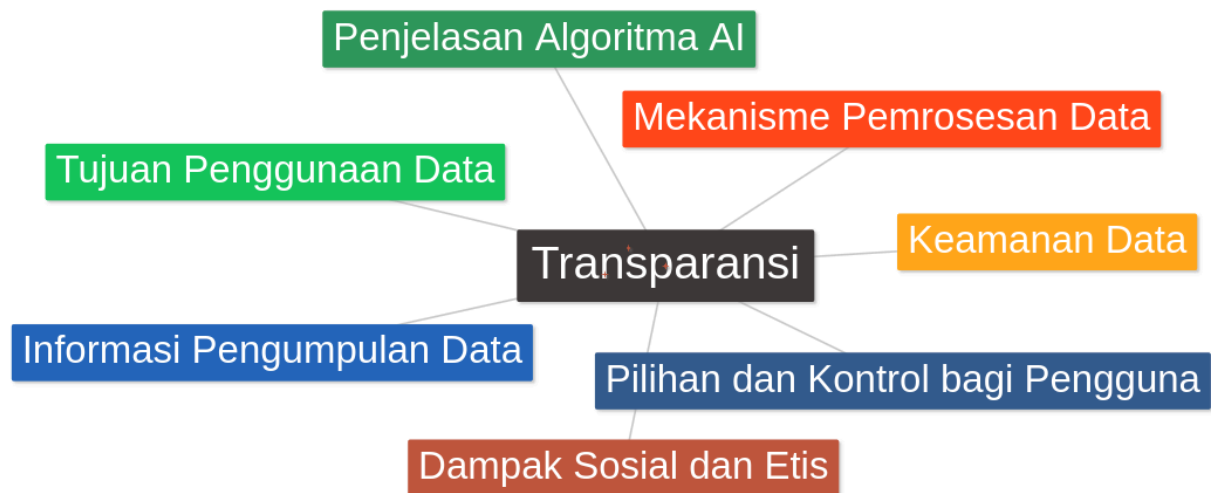 Penjelasan Algoritma AI
Mekanisme Pemrosesan Data
Tujuan Penggunaan Data
Keamanan Data
Transparansi
Informasi Pengumpulan Data
Pilihan dan Kontrol bagi Pengguna
Dampak Sosial dan Etis